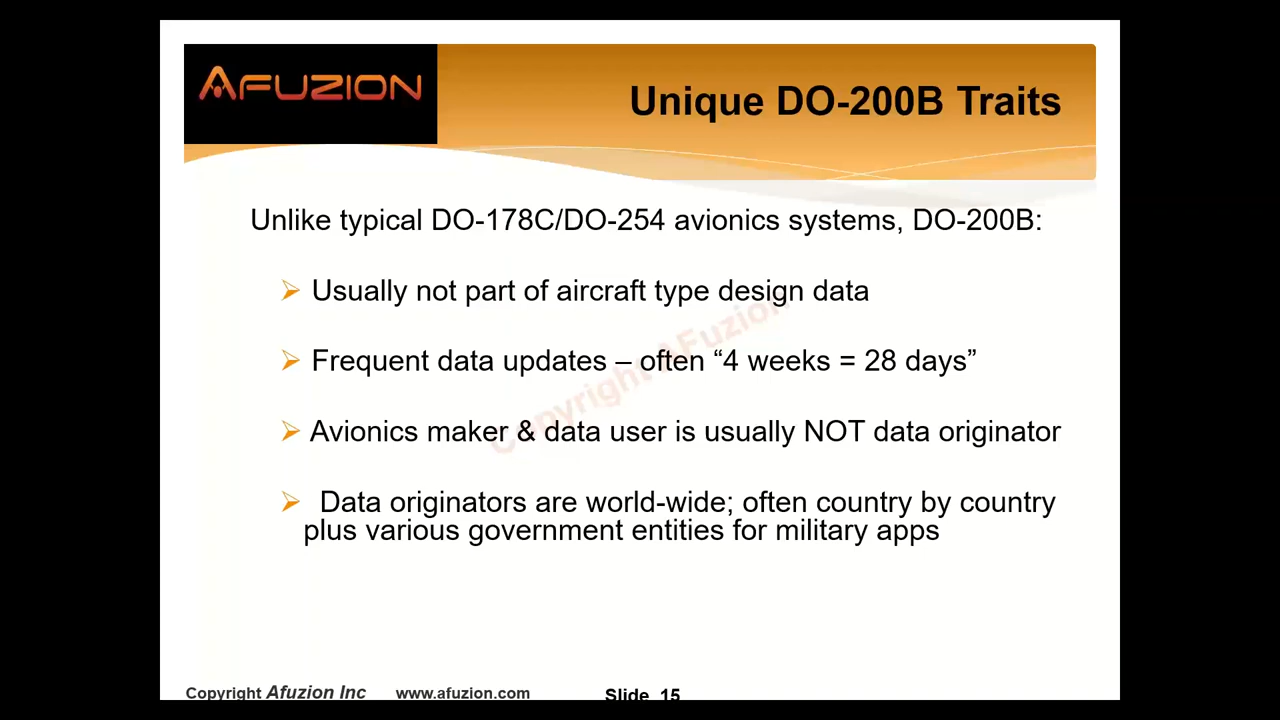 AFUZION
Unique DO-200B Traits
Unlike typical DO-178C/DO-254 avionics systems, DO-200B:
Usually not part of aircraft type design data
Frequent data updates – often “4 weeks = 28 days”
Avionics maker & data user is usually NOT data originator
Data originators are world-wide; often country by country
plus various government entities for military apps
Copyright AFuzion
Copyright Afuzion Inc www.afuzion.com Slide 15